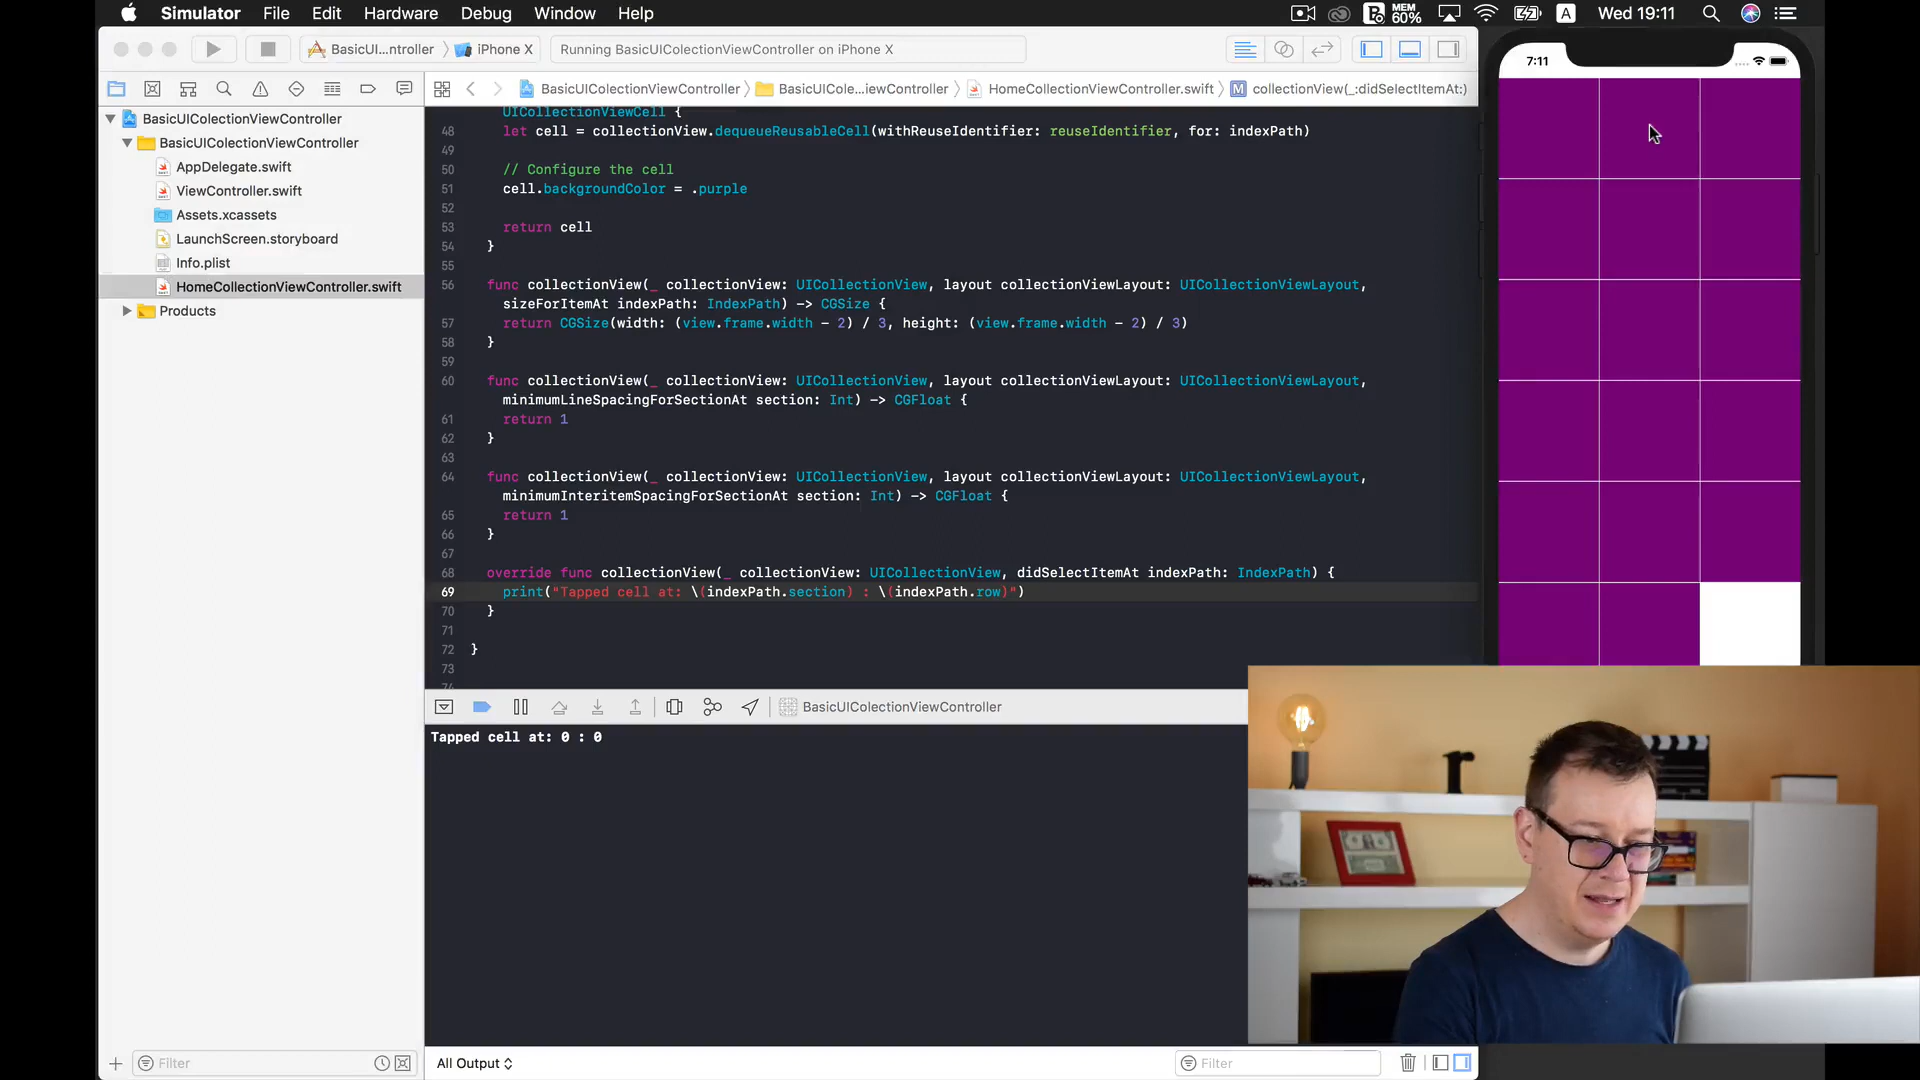 Simulator File Edit Hardware Debug Window Help MEM 60% A Wed 19:11
BasicUI...ntroller iPhone X Running BasicUIColectionViewController on iPhone X
7:11
BasicUIColectionViewController BasicUICole...iewController HomeCollectionViewController.swift M collectionView(_:didSelectItemAt:)
BasicUIColectionViewController
BasicUIColectionViewController
AppDelegate.swift
ViewController.swift
Assets.xcassets
LaunchScreen.storyboard
Info.plist
HomeCollectionViewController.swift
Products
UICollectionViewCell {
48 let cell = collectionView.dequeueReusableCell(withReuseIdentifier: reuseIdentifier, for: indexPath)
49
50 // Configure the cell
51 cell.backgroundColor = .purple
52
53 return cell
54 }
55
56 func collectionView(_ collectionView: UICollectionView, layout collectionViewLayout: UICollectionViewLayout,
sizeForItemAt indexPath: IndexPath) -> CGSize {
57 return CGSize(width: (view.frame.width - 2) / 3, height: (view.frame.width - 2) / 3)
58 }
59
60 func collectionView(_ collectionView: UICollectionView, layout collectionViewLayout: UICollectionViewLayout,
minimumLineSpacingForSectionAt section: Int) -> CGFloat {
61 return 1
62 }
63
64 func collectionView(_ collectionView: UICollectionView, layout collectionViewLayout: UICollectionViewLayout,
minimumInteritemSpacingForSectionAt section: Int) -> CGFloat {
65 return 1
66 }
67
68 override func collectionView(_ collectionView: UICollectionView, didSelectItemAt indexPath: IndexPath) {
69 print("Tapped cell at: \(indexPath.section) : \(indexPath.row)")
70 }
71
72 }
73
BasicUIColectionViewController
Tapped cell at: 0 : 0
Filter
All Output
Filter